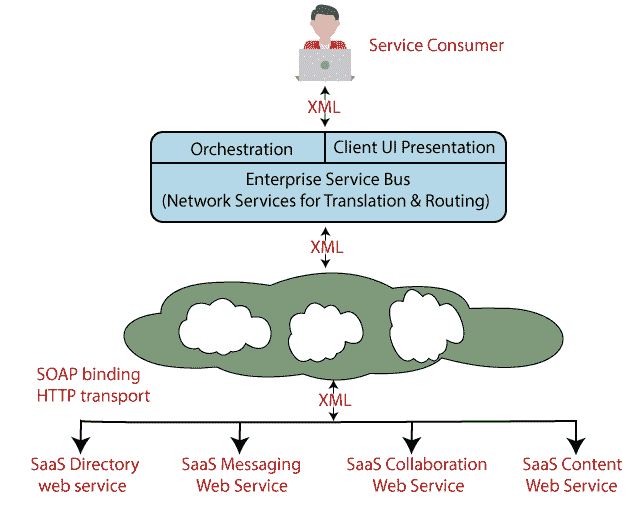 Service Consumer
XML
Orchestration
Client UI Presentation
Enterprise Service Bus
(Network Services for Translation & Routing)
XML
SOAP binding
HTTP transport
XML
SaaS Directory
web service
SaaS Messaging
Web Service
SaaS Collaboration
Web Service
SaaS Content
Web Service